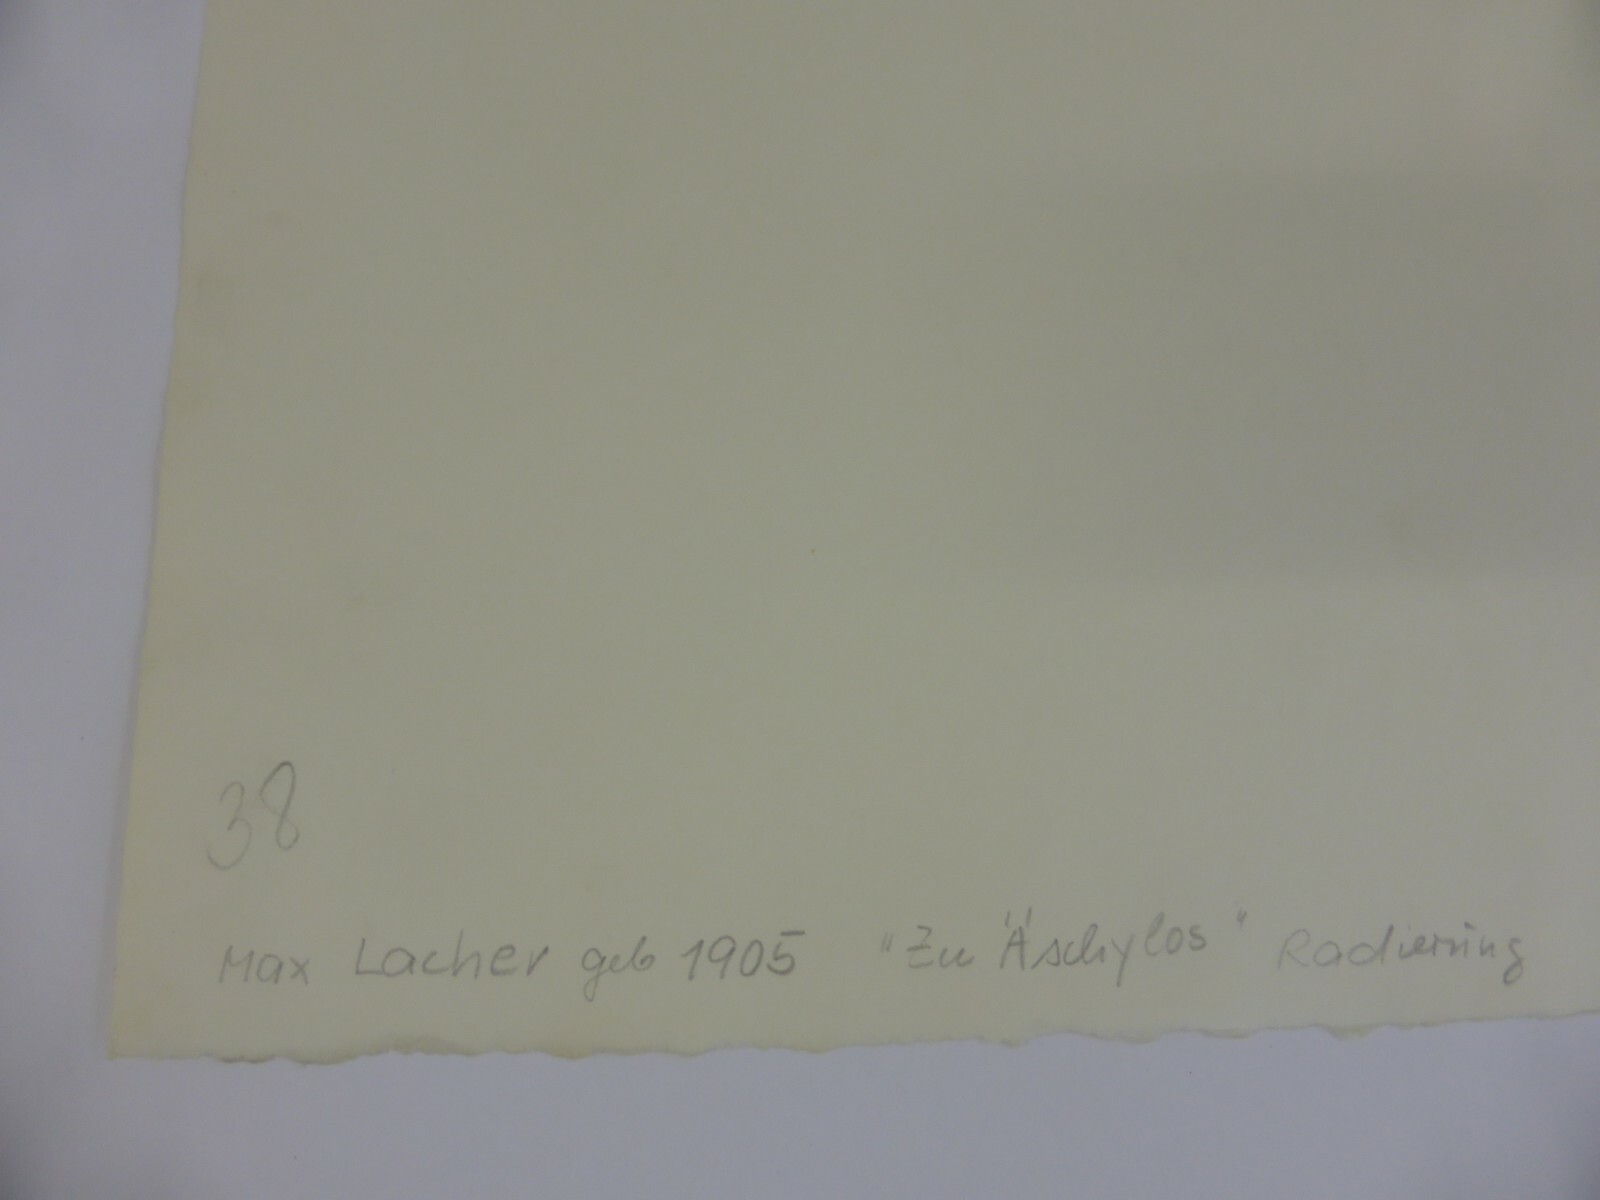 38
Max Lacher geb 1905 "Zu Äschylos" Radierung